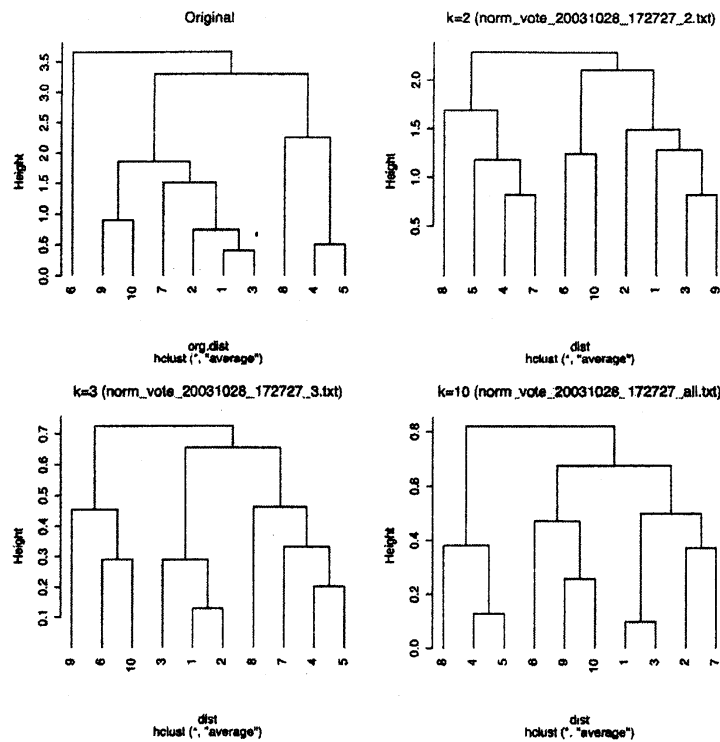 Original
Height
0.0 0.5 1.0 1.5 2.0 2.5 3.0 3.5
6 9 10 7 2 1 3 8 4 5
org.dist
hclust (*, "average")
k=2 (norm_vote_20031028_172727_2.txt)
Height
0.5 1.0 1.5 2.0
8 5 4 7 6 10 2 1 3 9
dist
hclust (*, "average")
k=3 (norm_vote_20031028_172727_3.txt)
Height
0.1 0.2 0.3 0.4 0.5 0.6 0.7
9 6 10 3 1 2 8 7 4 5
dist
hclust (*, "average")
k=10 (norm_vote_20031028_172727_all.txt)
Height
0.0 0.2 0.4 0.6 0.8
8 4 5 6 9 10 1 3 2 7
dist
hclust (*, "average")